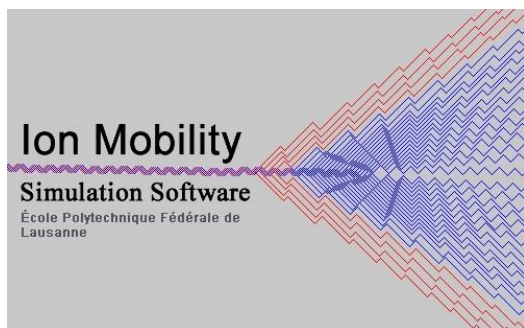 Ion Mobility
Simulation Software
École Polytechnique Fédérale de
Lausanne